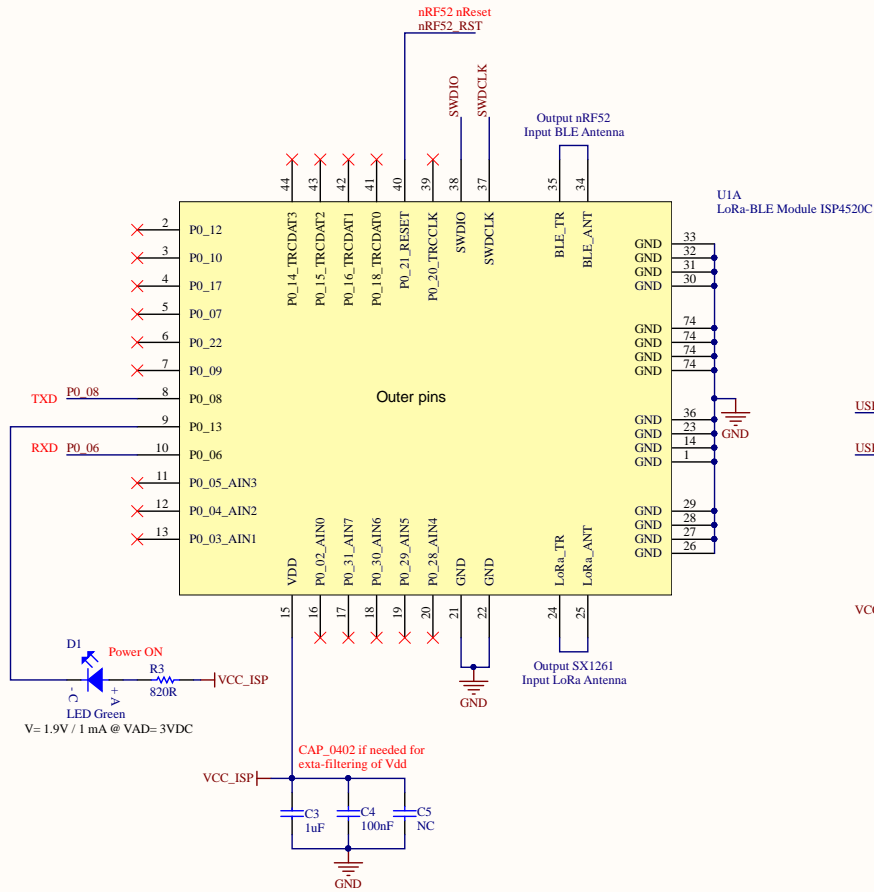 nRF52 nReset
nRF52_RST
SWDIO
SWDCLK
Output nRF52
Input BLE Antenna
44
43
42
41
40
39
38
37
35
34
U1A
LoRa-BLE Module ISP4520C
P0_14_TRCDAT3
P0_15_TRCDAT2
P0_16_TRCDAT1
P0_18_TRCDAT0
P0_21_RESET
P0_20_TRCCLK
SWDIO
SWDCLK
BLE_TR
BLE_ANT
2 P0_12
3 P0_10
4 P0_17
5 P0_07
6 P0_22
7 P0_09
TXD P0_08 8 P0_08
9 P0_13
RXD P0_06 10 P0_06
11 P0_05_AIN3
12 P0_04_AIN2
13 P0_03_AIN1
Outer pins
GND 33
GND 32
GND 31
GND 30
GND 74
GND 74
GND 74
GND 74
GND 36
GND 23
GND 14
GND 1
GND 29
GND 28
GND 27
GND 26
GND
VDD
P0_02_AIN0
P0_31_AIN7
P0_30_AIN6
P0_29_AIN5
P0_28_AIN4
GND
GND
LoRa_TR
LoRa_ANT
15
16
17
18
19
20
21
22
24
25
Output SX1261
Input LoRa Antenna
GND
D1
Power ON
R3
820R
VCC_ISP
- C
+ A
LED Green
V= 1.9V / 1 mA @ VAD= 3VDC
CAP_0402 if needed for
exta-filtering of Vdd
VCC_ISP
C3
1uF
C4
100nF
C5
NC
GND